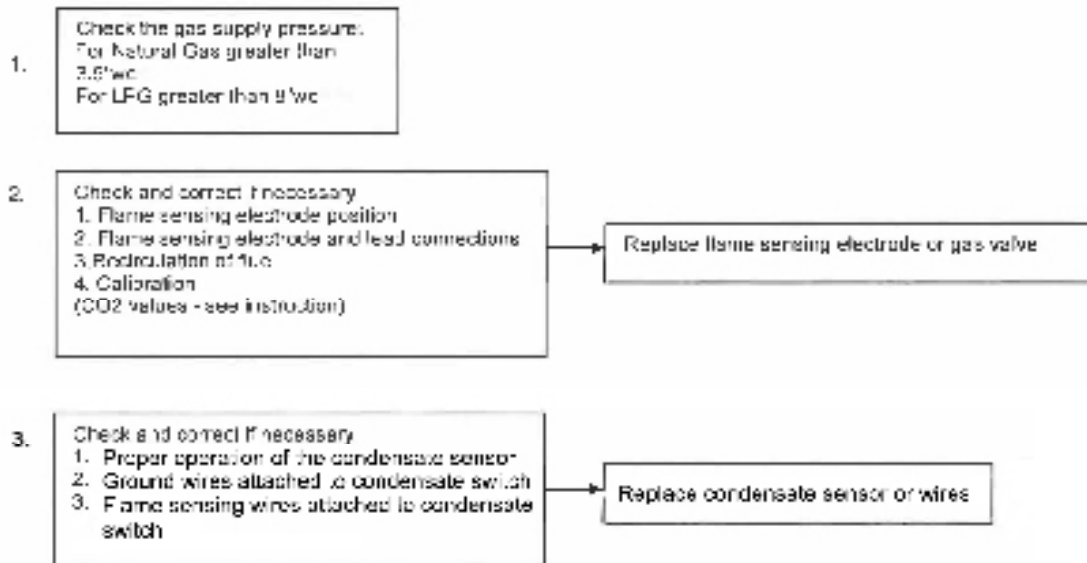 1.
Check the gas supply pressure:
For Natural Gas greater than
3.5"wc
For LPG greater than 8"wc
2.
Check and correct if necessary
1. Flame sensing electrode position
2. Flame sensing electrode and lead connections
3.Recirculation of flue
4. Calibration
(CO2 values - see instruction)
Replace flame sensing electrode or gas valve
3.
Check and correct if necessary
1. Proper operation of the condensate sensor
2. Ground wires attached to condensate switch
3. Flame sensing wires attached to condensate
switch
Replace condensate sensor or wires